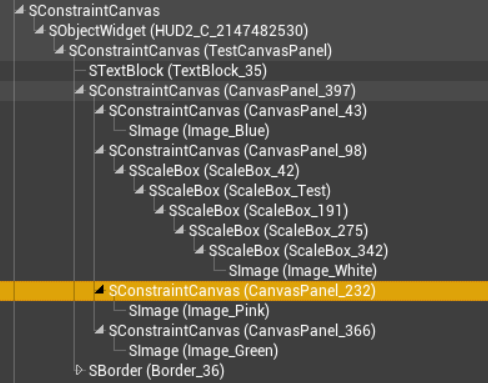 SConstraintCanvas
SObjectWidget (HUD2_C_2147482530)
SConstraintCanvas (TestCanvasPanel)
STextBlock (TextBlock_35)
SConstraintCanvas (CanvasPanel_397)
SConstraintCanvas (CanvasPanel_43)
SImage (Image_Blue)
SConstraintCanvas (CanvasPanel_98)
SScaleBox (ScaleBox_42)
SScaleBox (ScaleBox_Test)
SScaleBox (ScaleBox_191)
SScaleBox (ScaleBox_275)
SScaleBox (ScaleBox_342)
SImage (Image_White)
SConstraintCanvas (CanvasPanel_232)
SImage (Image_Pink)
SConstraintCanvas (CanvasPanel_366)
SImage (Image_Green)
SBorder (Border_36)